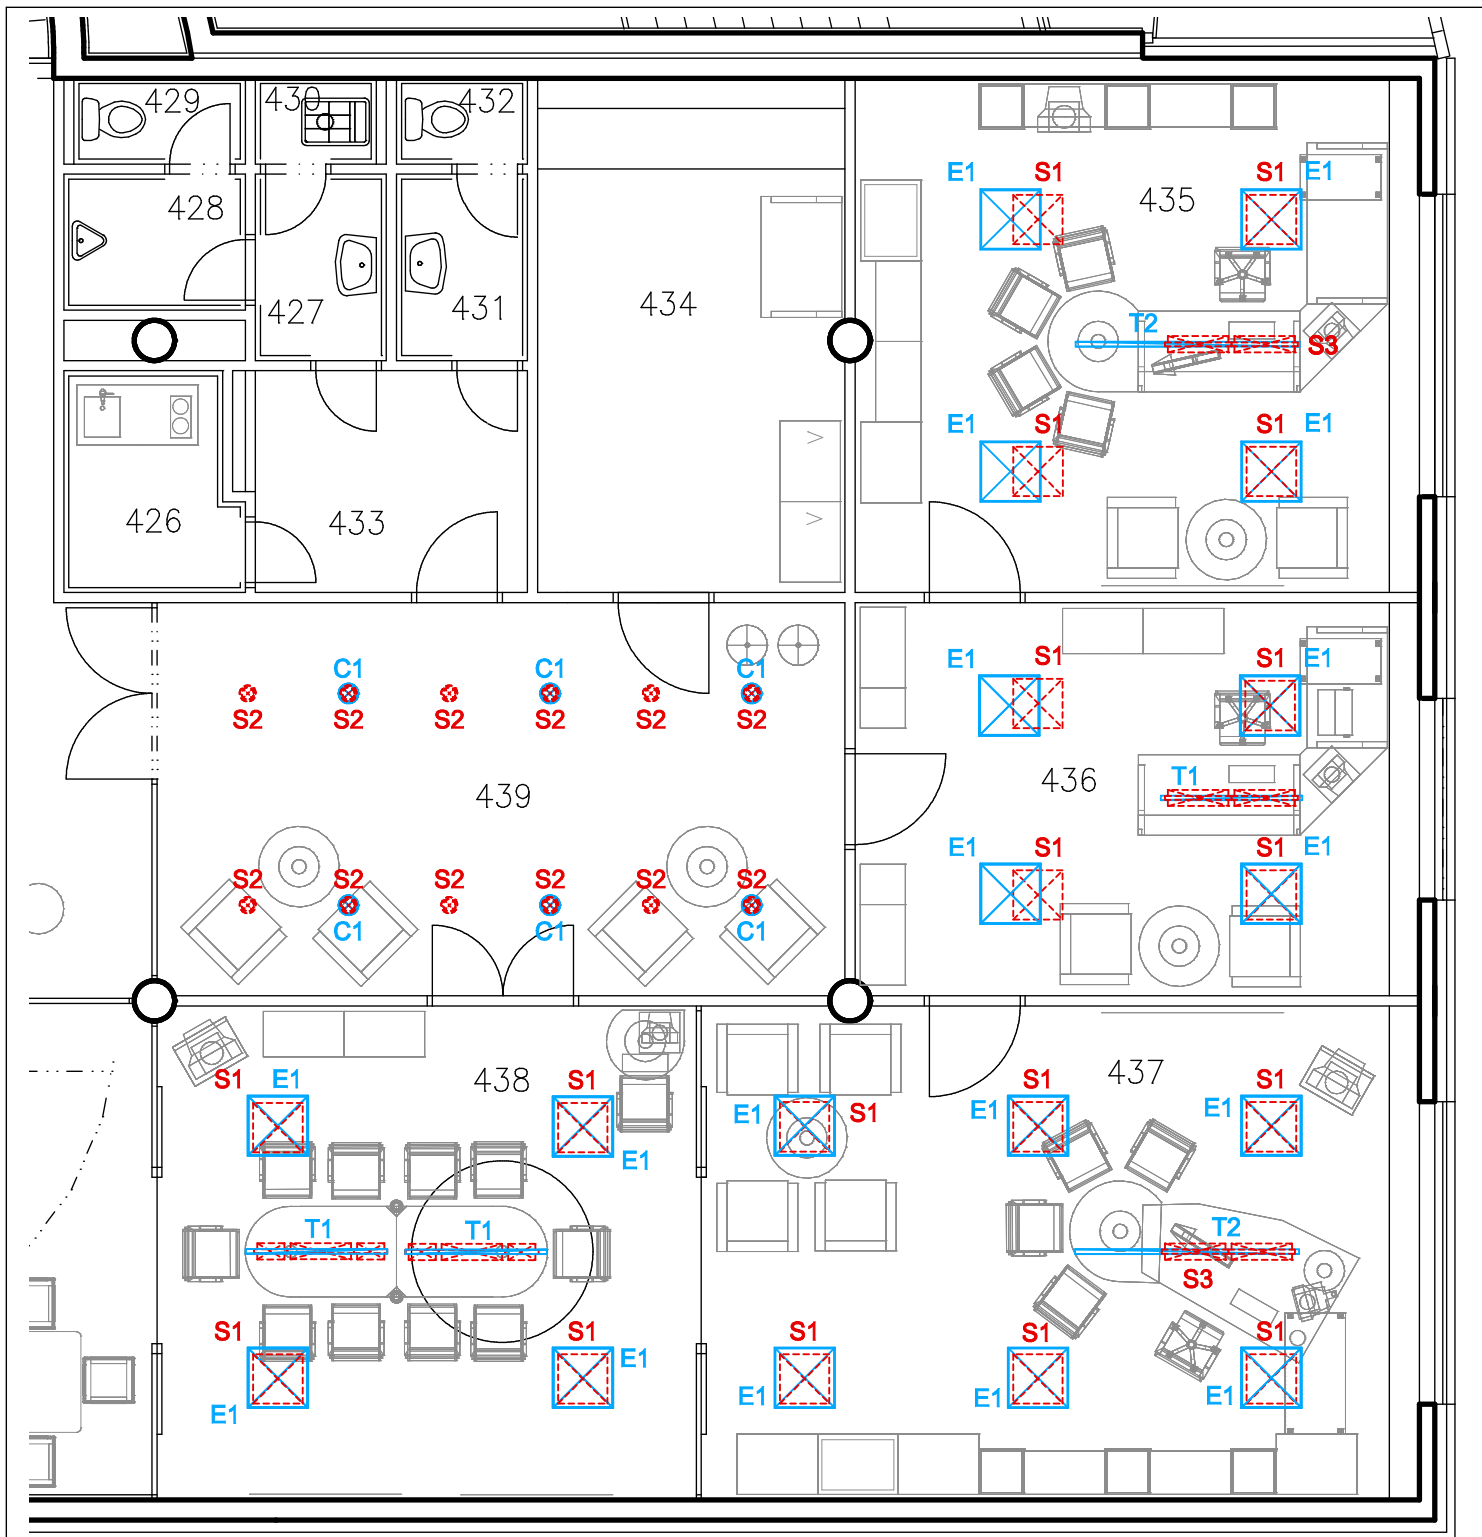 429 430 432
E1 S1 S1 E1
435
428
427 431 434
T2
S3
E1 S1 S1 E1
426 433
E1 S1 S1 E1
C1 C1 C1
S2 S2 S2 S2 S2 S2
436 T1
439
E1 S1 S1 E1
S2 S2 S2 S2 S2 S2
C1 C1 C1
438 437
S1 E1 S1 S1 S1
E1 S1 E1 E1
E1
T1 T1 T2
S3
S1 S1 S1 S1 S1
E1
E1 E1 E1
E1